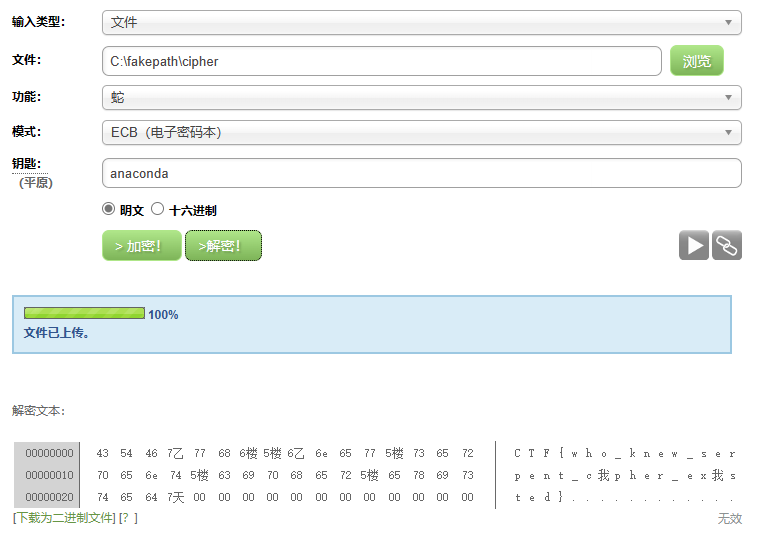 输入类型: 文件
文件: C:\fakepath\cipher 浏览
功能: 蛇
模式: ECB（电子密码本）
钥匙: anaconda
(平原)
明文 十六进制
> 加密! >解密!
100%
文件已上传。
解密文本:
00000000 43 54 46 7乙 77 68 6楼 5楼 6乙 6e 65 77 5楼 73 65 72 C T F { w h o _ k n e w _ s e r
00000010 70 65 6e 74 5楼 63 69 70 68 65 72 5楼 65 78 69 73 p e n t _ c 我 p h e r _ e x 我 s
00000020 74 65 64 7天 00 00 00 00 00 00 00 00 00 00 00 00 t e d } . . . . . . . . . . . .
[下载为二进制文件] [? ] 无效